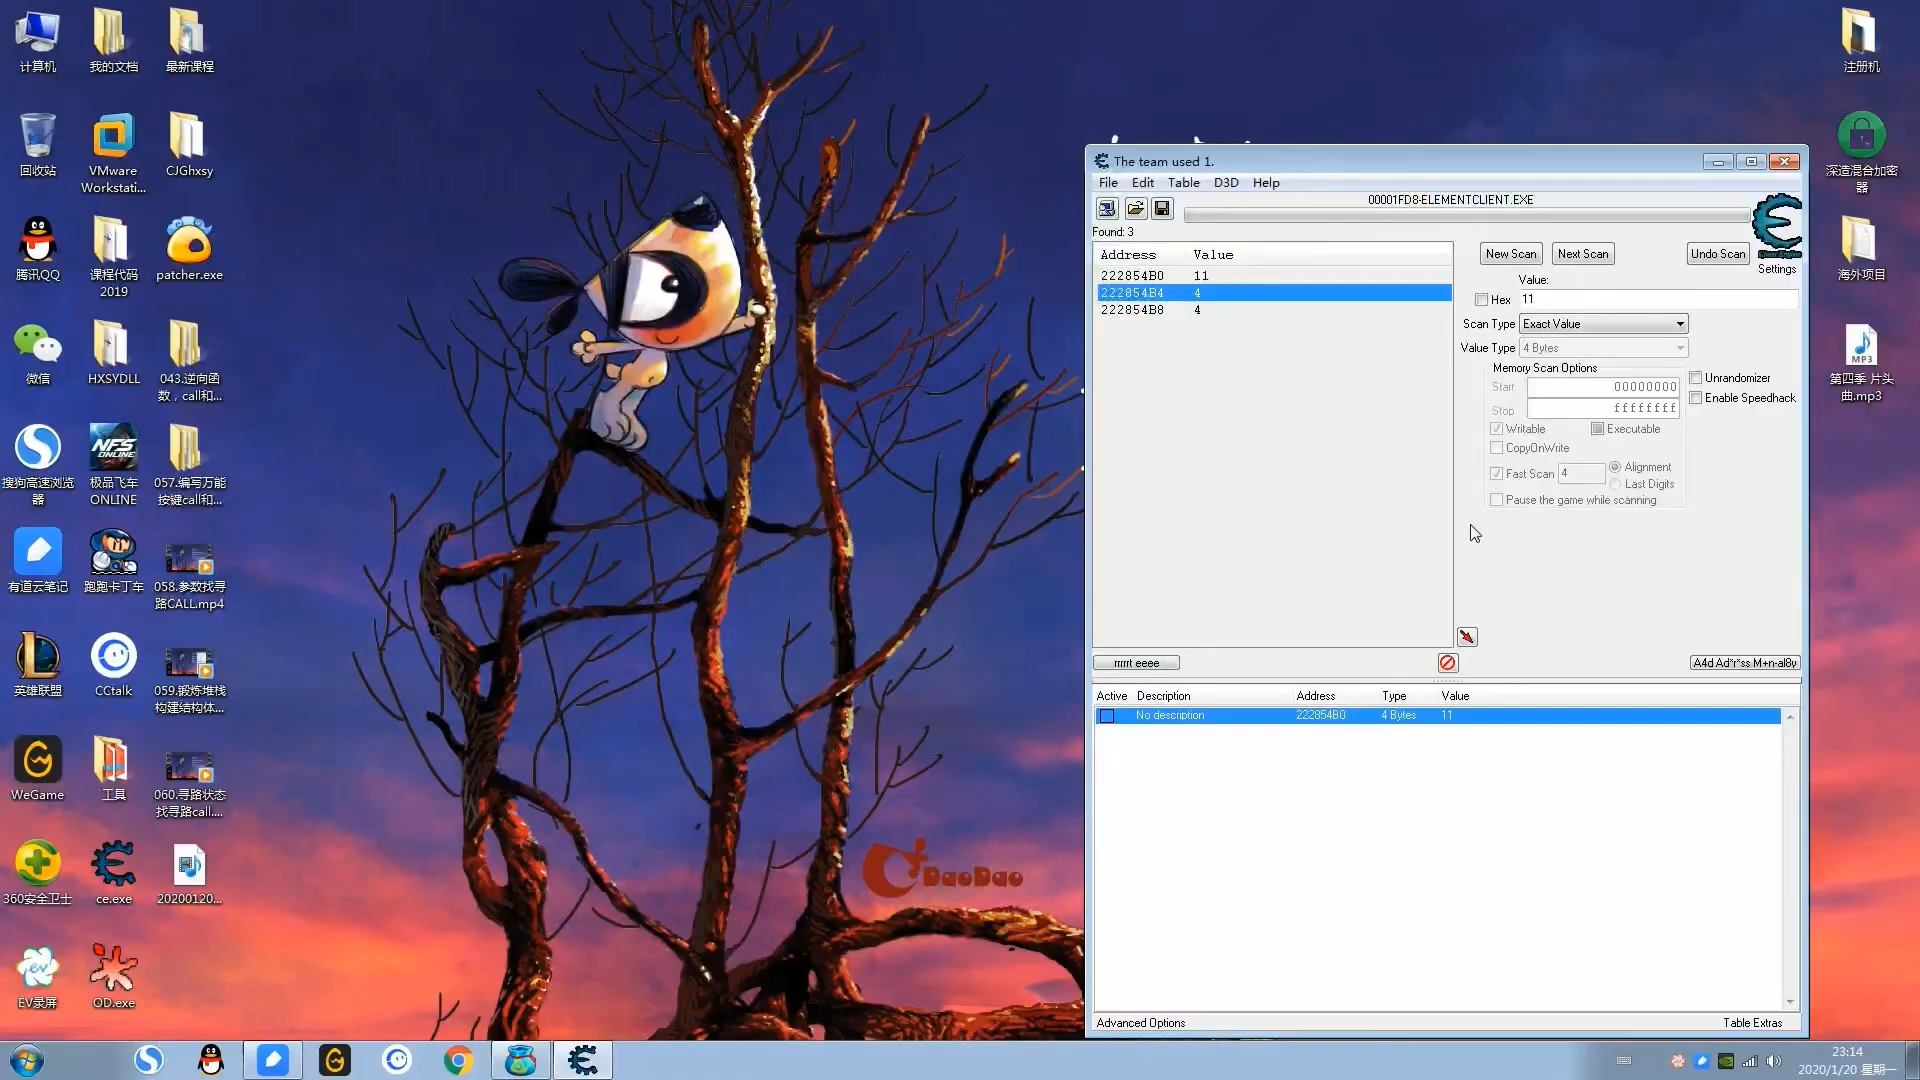 计算机
我的文档
最新课程
回收站
VMware
Workstati...
CJGhxsy
腾讯QQ
课程代码
2019
patcher.exe
微信
HXSYDLL
043.逆向函
数，call和...
搜狗高速浏览
器
极品飞车
ONLINE
057.编写万能
按键call和...
有道云笔记
跑跑卡丁车
058.参数找寻
路CALL.mp4
英雄联盟
CCtalk
059.锻炼堆栈
构建结构体...
WeGame
工具
060.寻路状态
找寻路call....
360安全卫士
ce.exe
20200120...
EV录屏
OD.exe
DaoDao
注册机
深造混合加密
器
海外项目
第四季 片头
曲.mp3
The team used 1.
File Edit Table D3D Help
00001FD8-ELEMENTCLIENT.EXE
Found: 3
Address Value
222854B0 11
222854B4 4
222854B8 4
New Scan Next Scan Undo Scan
Settings
Value:
Hex 11
Scan Type Exact Value
Value Type 4 Bytes
Memory Scan Options
Start 00000000
Stop ffffffff
Unrandomizer
Enable Speedhack
Writable Executable
CopyOnWrite
Fast Scan 4 Alignment
Last Digits
Pause the game while scanning
rrrrrt eeee
A4d Ad*r*ss M+n-al8y
Active Description Address Type Value
No description 222854B0 4 Bytes 11
Advanced Options Table Extras
23:14
2020/1/20 星期一